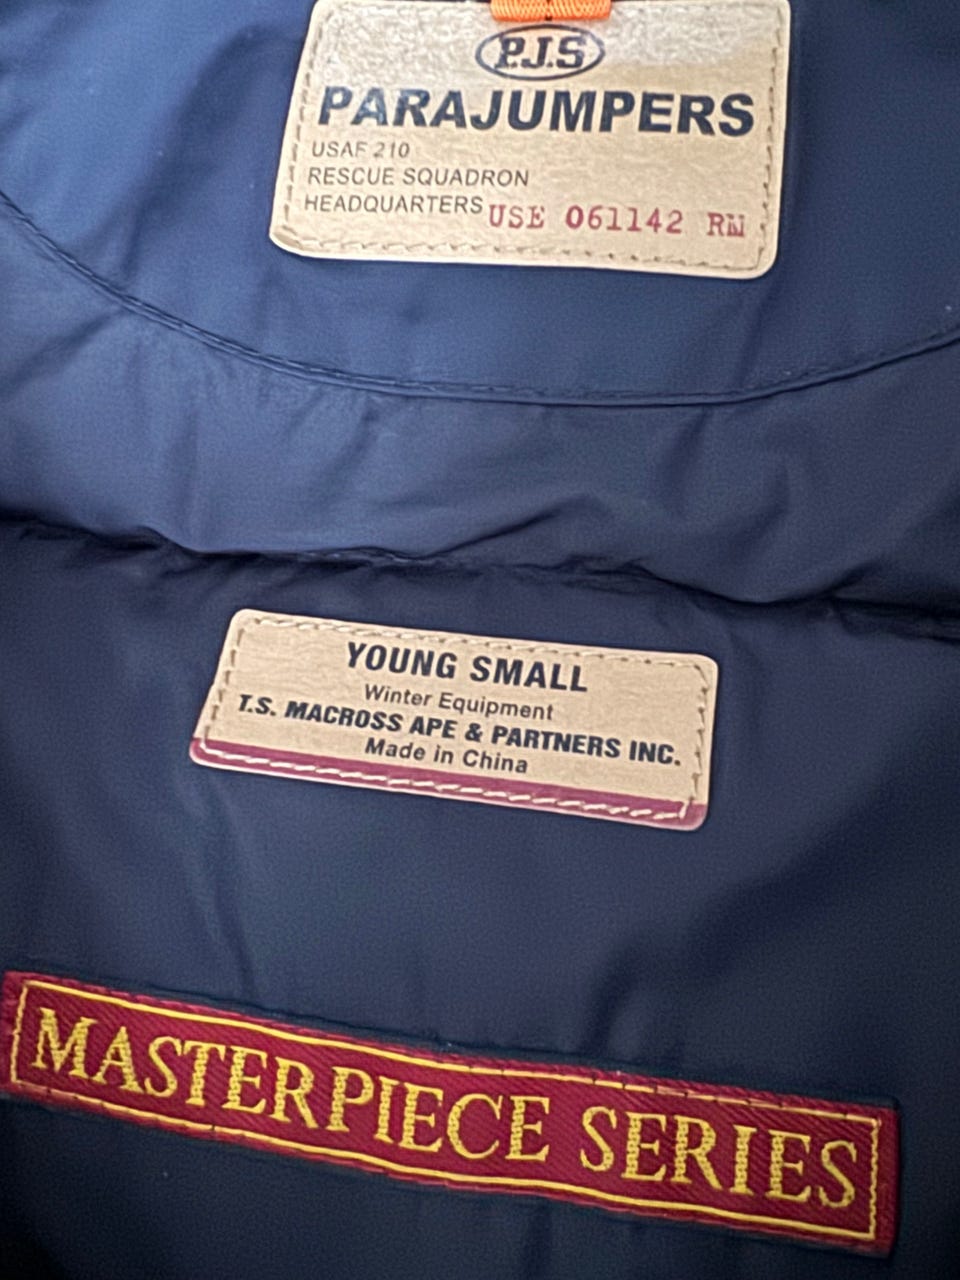 P.J.S
PARAJUMPERS
USAF 210
RESCUE SQUADRON
HEADQUARTERS USE 061142 RW
YOUNG SMALL
Winter Equipment
T.S. MACROSS APE & PARTNERS INC.
Made in China
MASTERPIECE SERIES